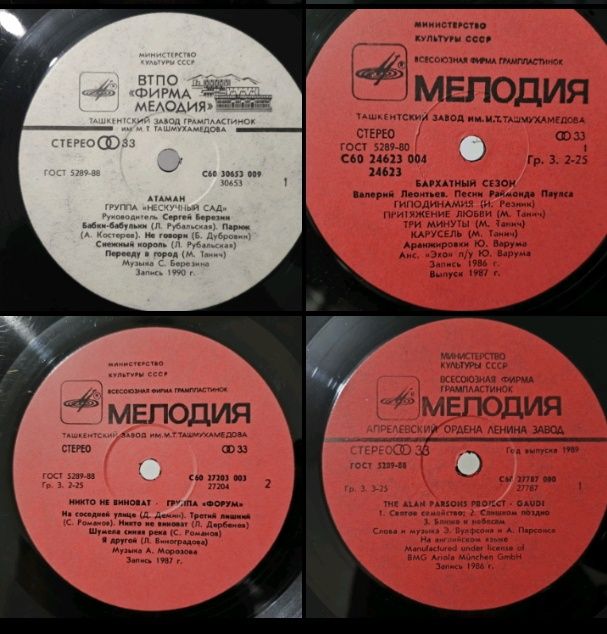 МИНИСТЕРСТВО
КУЛЬТУРЫ СССР
ВТПО
«ФИРМА
МЕЛОДИЯ»
ТАШКЕНТСКИЙ ЗАВОД ГРАМПЛАСТИНОК
ИМ. М.Т. ТАШМУХАМЕДОВА
СТЕРЕО 33
ГОСТ 5289-88
С60 30653 009
30653
1
АТАМАН
ГРУППА «НЕСКУЧНЫЙ САД»
Руководитель Сергей Березин
Бабки-бабульки (Л. Рубальская). Париж
(А. Костерев). Не говори (Б. Дубровин)
Снежный король (Л. Рубальская)
Перееду в город (М. Танич)
Музыка С. Березина
Запись 1990 г.
МИНИСТЕРСТВО
КУЛЬТУРЫ СССР
ВСЕСОЮЗНАЯ ФИРМА ГРАМПЛАСТИНОК
МЕЛОДИЯ
ТАШКЕНТСКИЙ ЗАВОД ИМ. М.Т. ТАШМУХАМЕДОВА
СТЕРЕО
33
ГОСТ 5289-80
1
С60 24623 004
Гр. 3. 2-25
24623
БАРХАТНЫЙ СЕЗОН
Валерий Леонтьев. Песни Раймонда Паулса
ГИПОДИНАМИЯ (И. Резник)
ПРИТЯЖЕНИЕ ЛЮБВИ (М. Танич)
ТРИ МИНУТЫ (М. Танич)
КАРУСЕЛЬ (М. Танич)
Аранжировки Ю. Варума
Анс. «Эхо» п/у Ю. Варума
Запись 1986 г.
Выпуск 1987 г.
МИНИСТЕРСТВО
КУЛЬТУРЫ СССР
ВСЕСОЮЗНАЯ ФИРМА ГРАМПЛАСТИНОК
МЕЛОДИЯ
ТАШКЕНТСКИЙ ЗАВОД ИМ. М.Т. ТАШМУХАМЕДОВА
СТЕРЕО
33
ГОСТ 5289-88
С60 27203 003
Гр. 3. 2-25
27204
2
НИКТО НЕ ВИНОВАТ - ГРУППА «ФОРУМ»
На соседней улице (Д. Демин). Третий лишний
(С. Романов). Никто не виноват (Л. Дербенев)
Шумела синяя река (С. Романов)
Я другой (Л. Виноградова)
Музыка А. Морозова
Запись 1987 г.
МИНИСТЕРСТВО
КУЛЬТУРЫ СССР
ВСЕСОЮЗНАЯ ФИРМА
ГРАМПЛАСТИНОК
МЕЛОДИЯ
АПРЕЛЕВСКИЙ ОРДЕНА ЛЕНИНА ЗАВОД
СТЕРЕО 33
Год выпуска 1989
ГОСТ 5289-88
С60 27787 000
Гр. 3. 3-25
27787
1
THE ALAN PARSONS PROJECT - GAUDI
1. Святое семейство; 2. Слишком поздно
3. Ближе к небесам
Слова и музыка Э. Вулфсона и А. Парсонса
На английском языке
Manufactured under license of
BMG Ariola München GmbH
Запись 1986 г.